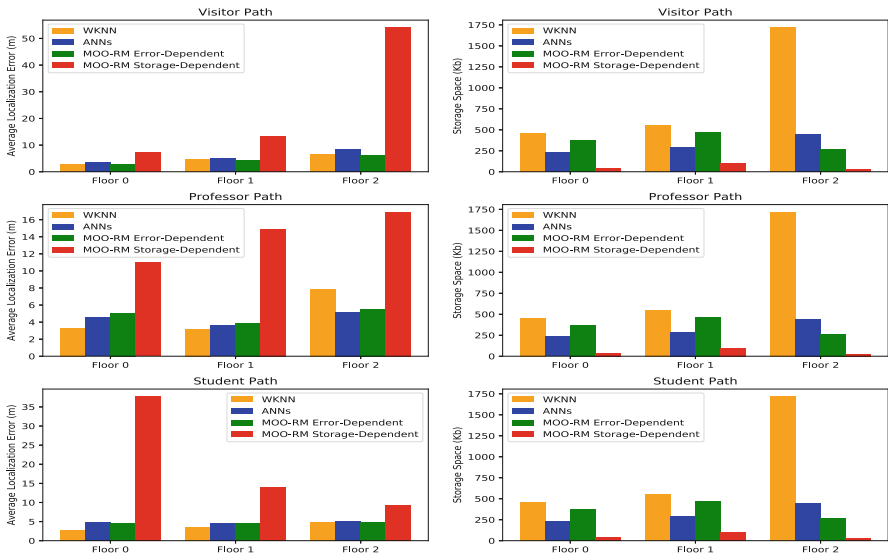 Visitor Path
Average Localization Error (m)
50
40
30
20
10
0
WKNN
ANNs
MOO-RM Error-Dependent
MOO-RM Storage-Dependent
Floor 0
Floor 1
Floor 2
Visitor Path
Storage Space (Kb)
1750
1500
1250
1000
750
500
250
0
WKNN
ANNs
MOO-RM Error-Dependent
MOO-RM Storage-Dependent
Floor 0
Floor 1
Floor 2
Professor Path
Average Localization Error (m)
16
14
12
10
8
6
4
2
0
WKNN
ANNs
MOO-RM Error-Dependent
MOO-RM Storage-Dependent
Floor 0
Floor 1
Floor 2
Professor Path
Storage Space (Kb)
1750
1500
1250
1000
750
500
250
0
WKNN
ANNs
MOO-RM Error-Dependent
MOO-RM Storage-Dependent
Floor 0
Floor 1
Floor 2
Student Path
Average Localization Error (m)
35
30
25
20
15
10
5
0
WKNN
ANNs
MOO-RM Error-Dependent
MOO-RM Storage-Dependent
Floor 0
Floor 1
Floor 2
Student Path
Storage Space (Kb)
1750
1500
1250
1000
750
500
250
0
WKNN
ANNs
MOO-RM Error-Dependent
MOO-RM Storage-Dependent
Floor 0
Floor 1
Floor 2